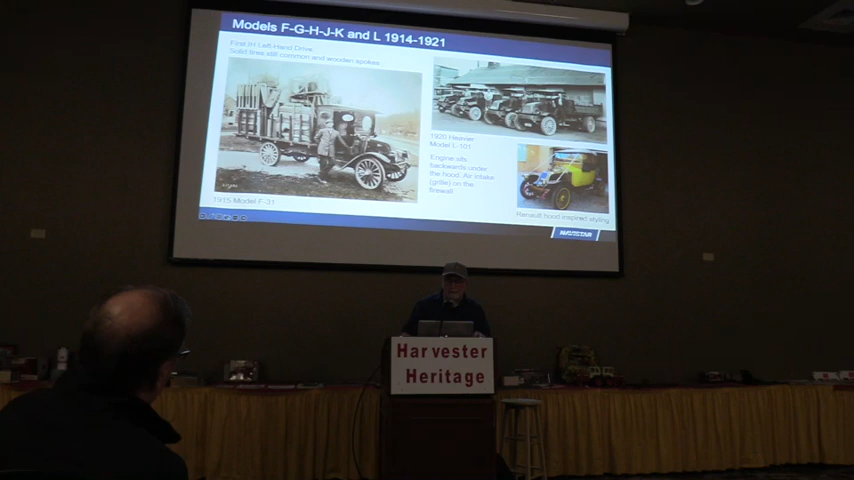 Models F-G-H-J-K and L 1914-1921
First IH Left-Hand Drive.
Solid tires still common and wooden spokes
1915 Model F-31
1920 Heavier
Model L-101
Engine sits
backwards under
the hood. Air intake
(grille) on the
firewall
Renault hood inspired styling
NAVISTAR
Harvester
Heritage